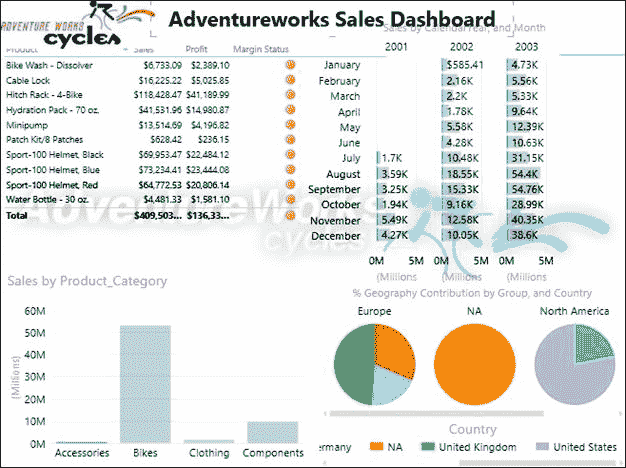 ADVENTURE WORKS
cycles
Adventureworks Sales Dashboard
Product Sales Profit Margin Status
Bike Wash - Dissolver $6,733.09 $2,389.10
Cable Lock $16,225.22 $5,025.85
Hitch Rack - 4-Bike $118,428.47 $41,189.99
Hydration Pack - 70 oz. $41,531.96 $14,980.87
Minipump $13,514.69 $4,196.82
Patch Kit/8 Patches $628.42 $236.15
Sport-100 Helmet, Black $69,953.47 $22,484.12
Sport-100 Helmet, Blue $73,234.41 $23,444.08
Sport-100 Helmet, Red $64,772.53 $20,806.14
Water Bottle - 30 oz. $4,481.33 $1,581.10
Total $409,503... $136,33...
Sales by Calendar Year, and Month
2001 2002 2003
January $585.41 4.73K
February 2.16K 5.56K
March 2.2K 5.33K
April 1.78K 9.64K
May 5.58K 12.39K
June 4.28K 10.63K
July 1.7K 10.48K 31.15K
August 3.59K 18.55K 54.4K
September 3.25K 15.33K 54.76K
October 1.94K 9.16K 28.99K
November 5.49K 12.58K 40.35K
December 4.27K 10.05K 38.6K
0M 5M 0M 5M 0M 5M
(Millions (Millions (Millions
AdventureWorks
cycles
Sales by Product_Category
(Millions)
60M
50M
40M
30M
20M
10M
0M
Accessories Bikes Clothing Components
% Geography Contribution by Group, and Country
Europe NA North America
Country
ermany NA United Kingdom United States